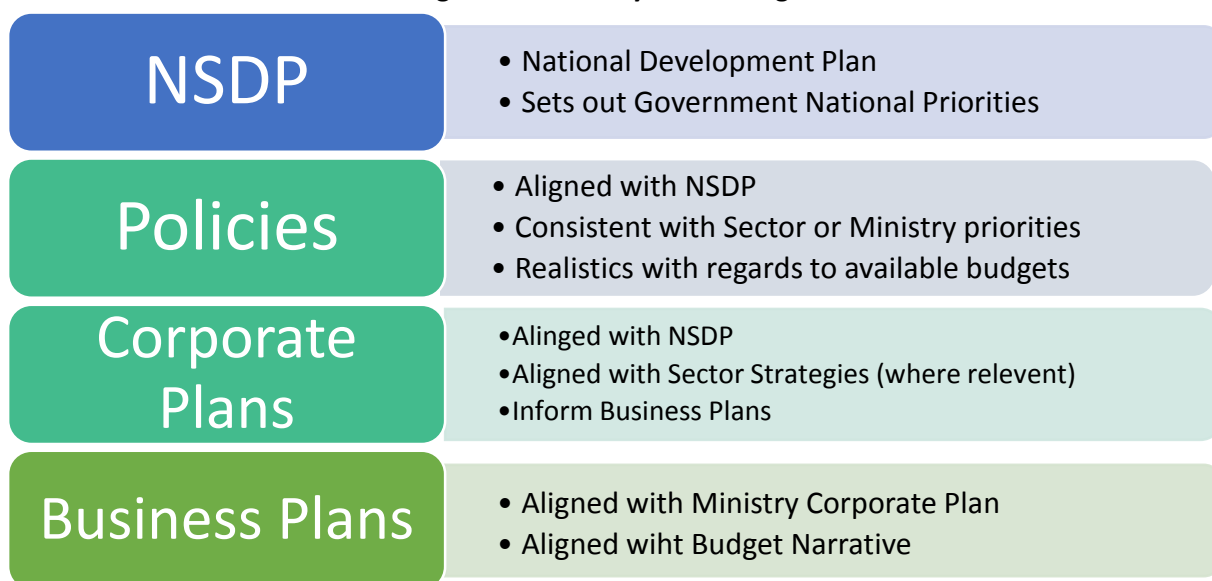 NSDP
• National Development Plan
• Sets out Government National Priorities
Policies
• Aligned with NSDP
• Consistent with Sector or Ministry priorities
• Realistics with regards to available budgets
Corporate
Plans
•Alinged with NSDP
•Aligned with Sector Strategies (where relevent)
•Inform Business Plans
Business Plans
• Aligned with Ministry Corporate Plan
• Aligned wiht Budget Narrative